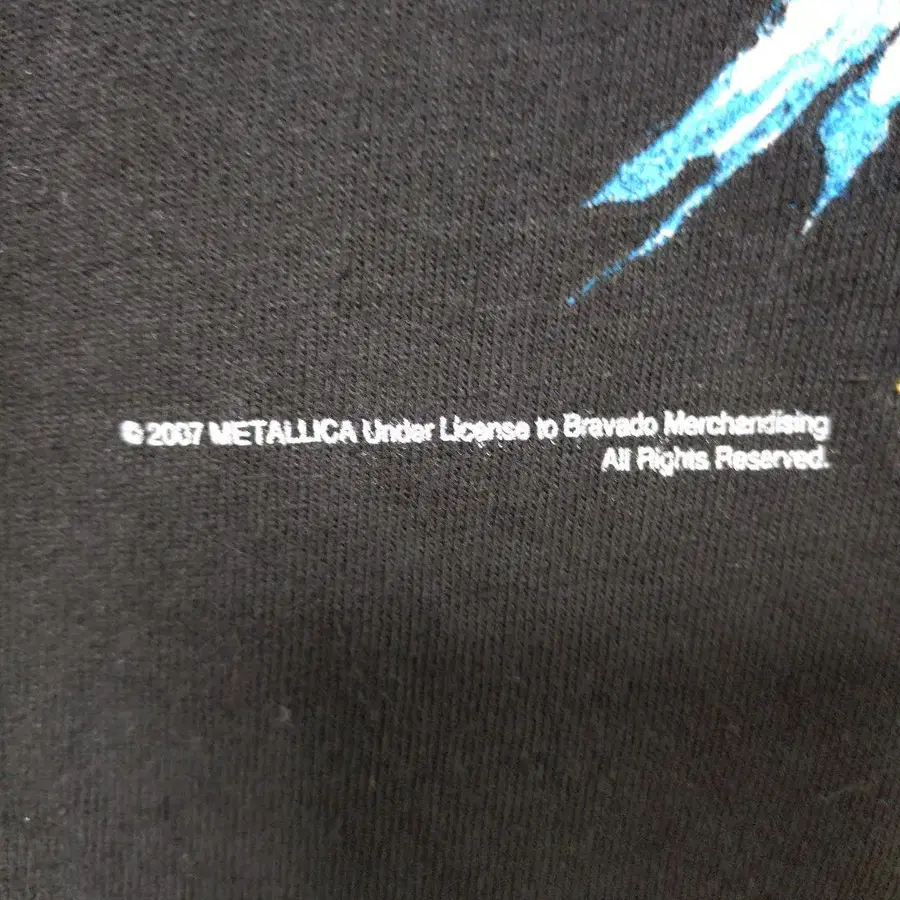 © 2007 METALLICA Under License to Bravado Merchandising
All Rights Reserved.